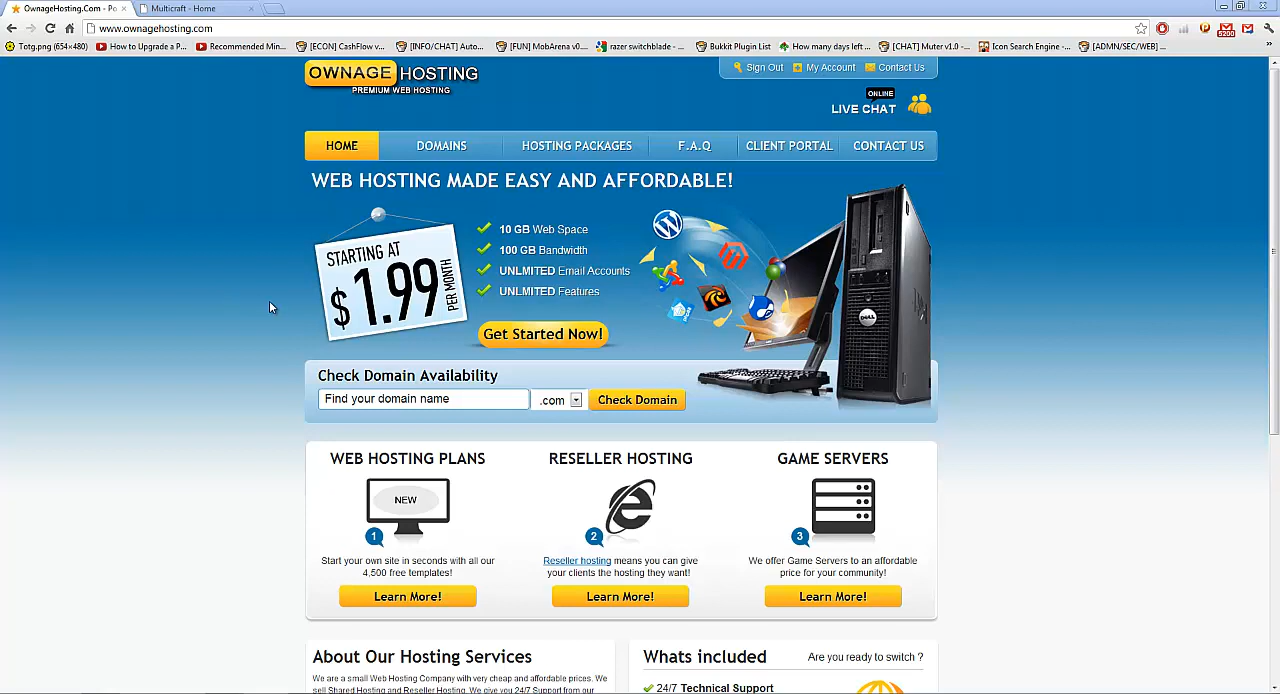 OwnageHosting.Com - Po
Multicraft - Home
www.ownagehosting.com
5200
Totg.png (654×480)
How to Upgrade a P...
Recommended Min...
[ECON] CashFlow v...
[INFO/CHAT] Auto...
[FUN] MobArena v0....
razer switchblade - ...
Bukkit Plugin List
How many days left...
[CHAT] Muter v1.0 - ...
Icon Search Engine -...
[ADMN/SEC/WEB] ...
OWNAGE HOSTING
PREMIUM WEB HOSTING
Sign Out
My Account
Contact Us
ONLINE
LIVE CHAT
HOME
DOMAINS
HOSTING PACKAGES
F.A.Q
CLIENT PORTAL
CONTACT US
WEB HOSTING MADE EASY AND AFFORDABLE!
STARTING AT
$1.99
PER MONTH
10 GB Web Space
100 GB Bandwidth
UNLMITED Email Accounts
UNLMITED Features
Get Started Now!
DELL
Check Domain Availability
Find your domain name
.com
Check Domain
WEB HOSTING PLANS
NEW
1
Start your own site in seconds with all our
4,500 free templates!
Learn More!
RESELLER HOSTING
2
Reseller hosting means you can give
your clients the hosting they want!
Learn More!
GAME SERVERS
3
We offer Game Servers to an affordable
price for your community!
Learn More!
About Our Hosting Services
We are a small Web Hosting Company with very cheap and affordable prices. We
sell Shared Hosting and Reseller Hosting. We give you 24/7 Support from our
Whats included
Are you ready to switch ?
24/7 Technical Support